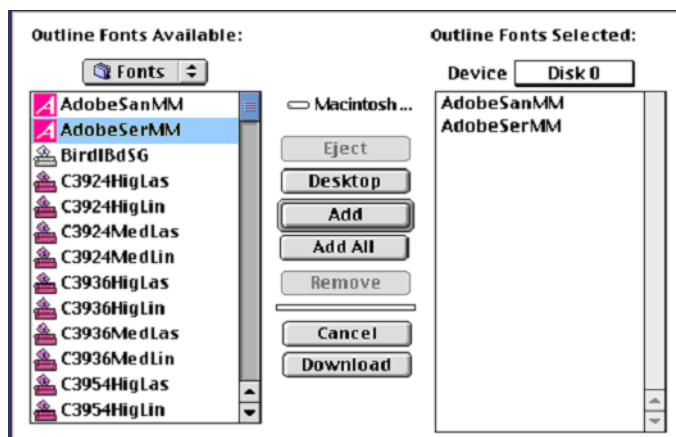 Outline Fonts Available:
Fonts
AdobeSanMM
AdobeSerMM
BirdlBdSG
C3924HigLas
C3924HigLin
C3924MedLas
C3924MedLin
C3936HigLas
C3936HigLin
C3936MedLas
C3936MedLin
C3954HigLas
C3954HigLin
Macintosh ...
Eject
Desktop
Add
Add All
Remove
Cancel
Download
Outline Fonts Selected:
Device Disk 0
AdobeSanMM
AdobeSerMM